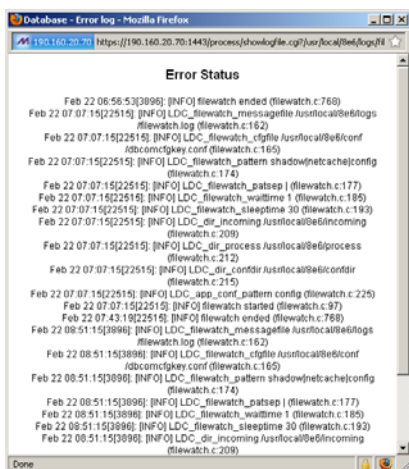 Database - Error log - Mozilla Firefox
190.160.20.70 https://190.160.20.70:1443/process/showlogfile.cgi?/usr/local/8e6/logs/fil
Error Status
Feb 22 06:56:53[3896]: [INFO] filewatch ended (filewatch.c:768)
Feb 22 07:07:15[22515]: [INFO] LDC_filewatch_messagefile /usr/local/8e6/logs
/filewatch.log (filewatch.c:162)
Feb 22 07:07:15[22515]: [INFO] LDC_filewatch_cfgfile /usr/local/8e6/conf
/dbcomcfgkey.conf (filewatch.c:165)
Feb 22 07:07:15[22515]: [INFO] LDC_filewatch_pattern shadow|netcache|config
(filewatch.c:174)
Feb 22 07:07:15[22515]: [INFO] LDC_filewatch_patsep | (filewatch.c:177)
Feb 22 07:07:15[22515]: [INFO] LDC_filewatch_waittime 1 (filewatch.c:185)
Feb 22 07:07:15[22515]: [INFO] LDC_filewatch_sleeptime 30 (filewatch.c:193)
Feb 22 07:07:15[22515]: [INFO] LDC_dir_incoming /usr/local/8e6/incoming
(filewatch.c:209)
Feb 22 07:07:15[22515]: [INFO] LDC_dir_process /usr/local/8e6/process
(filewatch.c:212)
Feb 22 07:07:15[22515]: [INFO] LDC_dir_confdir /usr/local/8e6/confdir
(filewatch.c:215)
Feb 22 07:07:15[22515]: [INFO] LDC_app_conf_pattern config (filewatch.c:225)
Feb 22 07:07:15[22515]: [INFO] filewatch started (filewatch.c:97)
Feb 22 07:43:19[22515]: [INFO] filewatch ended (filewatch.c:768)
Feb 22 08:51:15[3896]: [INFO] LDC_filewatch_messagefile /usr/local/8e6/logs
/filewatch.log (filewatch.c:162)
Feb 22 08:51:15[3896]: [INFO] LDC_filewatch_cfgfile /usr/local/8e6/conf
/dbcomcfgkey.conf (filewatch.c:165)
Feb 22 08:51:15[3896]: [INFO] LDC_filewatch_pattern shadow|netcache|config
(filewatch.c:174)
Feb 22 08:51:15[3896]: [INFO] LDC_filewatch_patsep | (filewatch.c:177)
Feb 22 08:51:15[3896]: [INFO] LDC_filewatch_waittime 1 (filewatch.c:185)
Feb 22 08:51:15[3896]: [INFO] LDC_filewatch_sleeptime 30 (filewatch.c:193)
Feb 22 08:51:15[3896]: [INFO] LDC_dir_incoming /usr/local/8e6/incoming
(filewatch.c:209)
Done